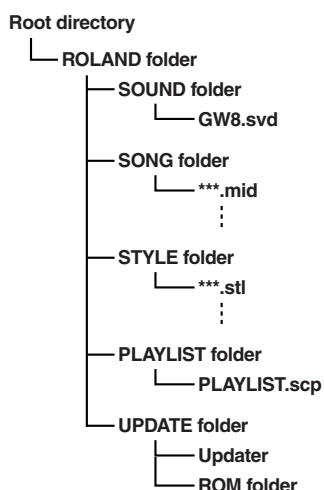 Root directory
ROLAND folder
SOUND folder
GW8.svd
SONG folder
***.mid
STYLE folder
***.stl
PLAYLIST folder
PLAYLIST.scp
UPDATE folder
Updater
ROM folder